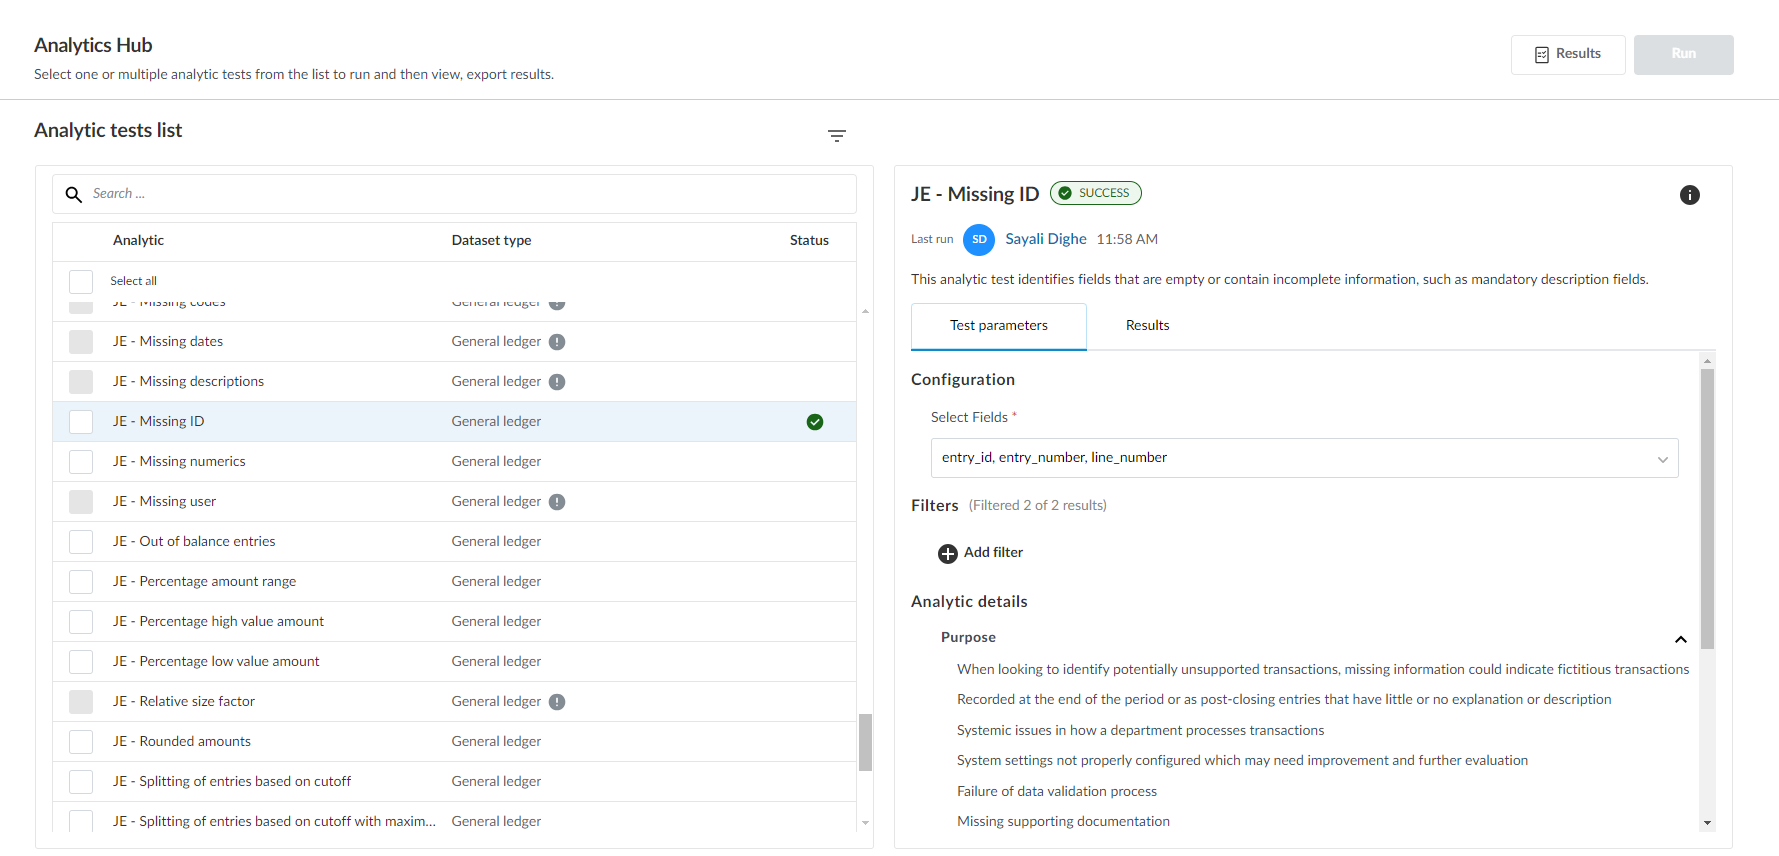 Analytics Hub
Select one or multiple analytic tests from the list to run and then view, export results.
Results
Run
Analytic tests list
Search ...
Analytic Dataset type Status
Select all
JE - Missing codes General ledger
JE - Missing dates General ledger
JE - Missing descriptions General ledger
JE - Missing ID General ledger
JE - Missing numerics General ledger
JE - Missing user General ledger
JE - Out of balance entries General ledger
JE - Percentage amount range General ledger
JE - Percentage high value amount General ledger
JE - Percentage low value amount General ledger
JE - Relative size factor General ledger
JE - Rounded amounts General ledger
JE - Splitting of entries based on cutoff General ledger
JE - Splitting of entries based on cutoff with maxim... General ledger
JE - Missing ID SUCCESS
Last run SD Sayali Dighe 11:58 AM
This analytic test identifies fields that are empty or contain incomplete information, such as mandatory description fields.
Test parameters Results
Configuration
Select Fields *
entry_id, entry_number, line_number
Filters (Filtered 2 of 2 results)
Add filter
Analytic details
Purpose
When looking to identify potentially unsupported transactions, missing information could indicate fictitious transactions
Recorded at the end of the period or as post-closing entries that have little or no explanation or description
Systemic issues in how a department processes transactions
System settings not properly configured which may need improvement and further evaluation
Failure of data validation process
Missing supporting documentation